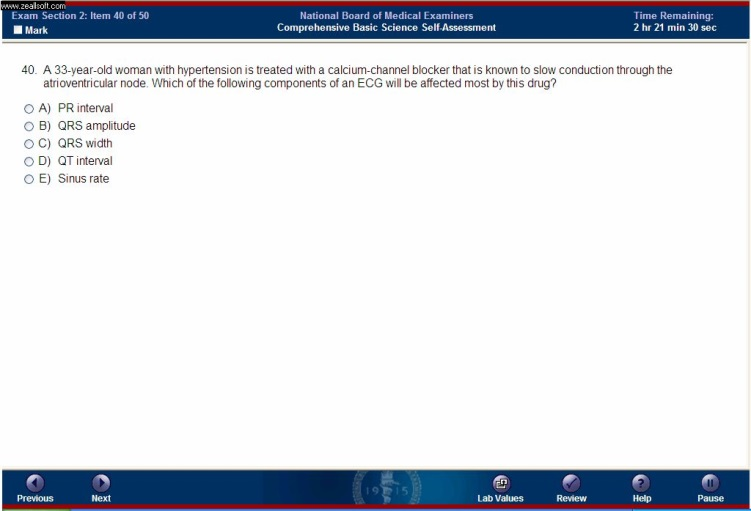 www.zeallsoft.com
Exam Section 2: Item 40 of 50
National Board of Medical Examiners
Time Remaining:
Mark
Comprehensive Basic Science Self-Assessment
2 hr 21 min 30 sec
40. A 33-year-old woman with hypertension is treated with a calcium-channel blocker that is known to slow conduction through the
atrioventricular node. Which of the following components of an ECG will be affected most by this drug?
A) PR interval
B) QRS amplitude
C) QRS width
D) QT interval
E) Sinus rate
1915
Previous
Next
Lab Values
Review
Help
Pause